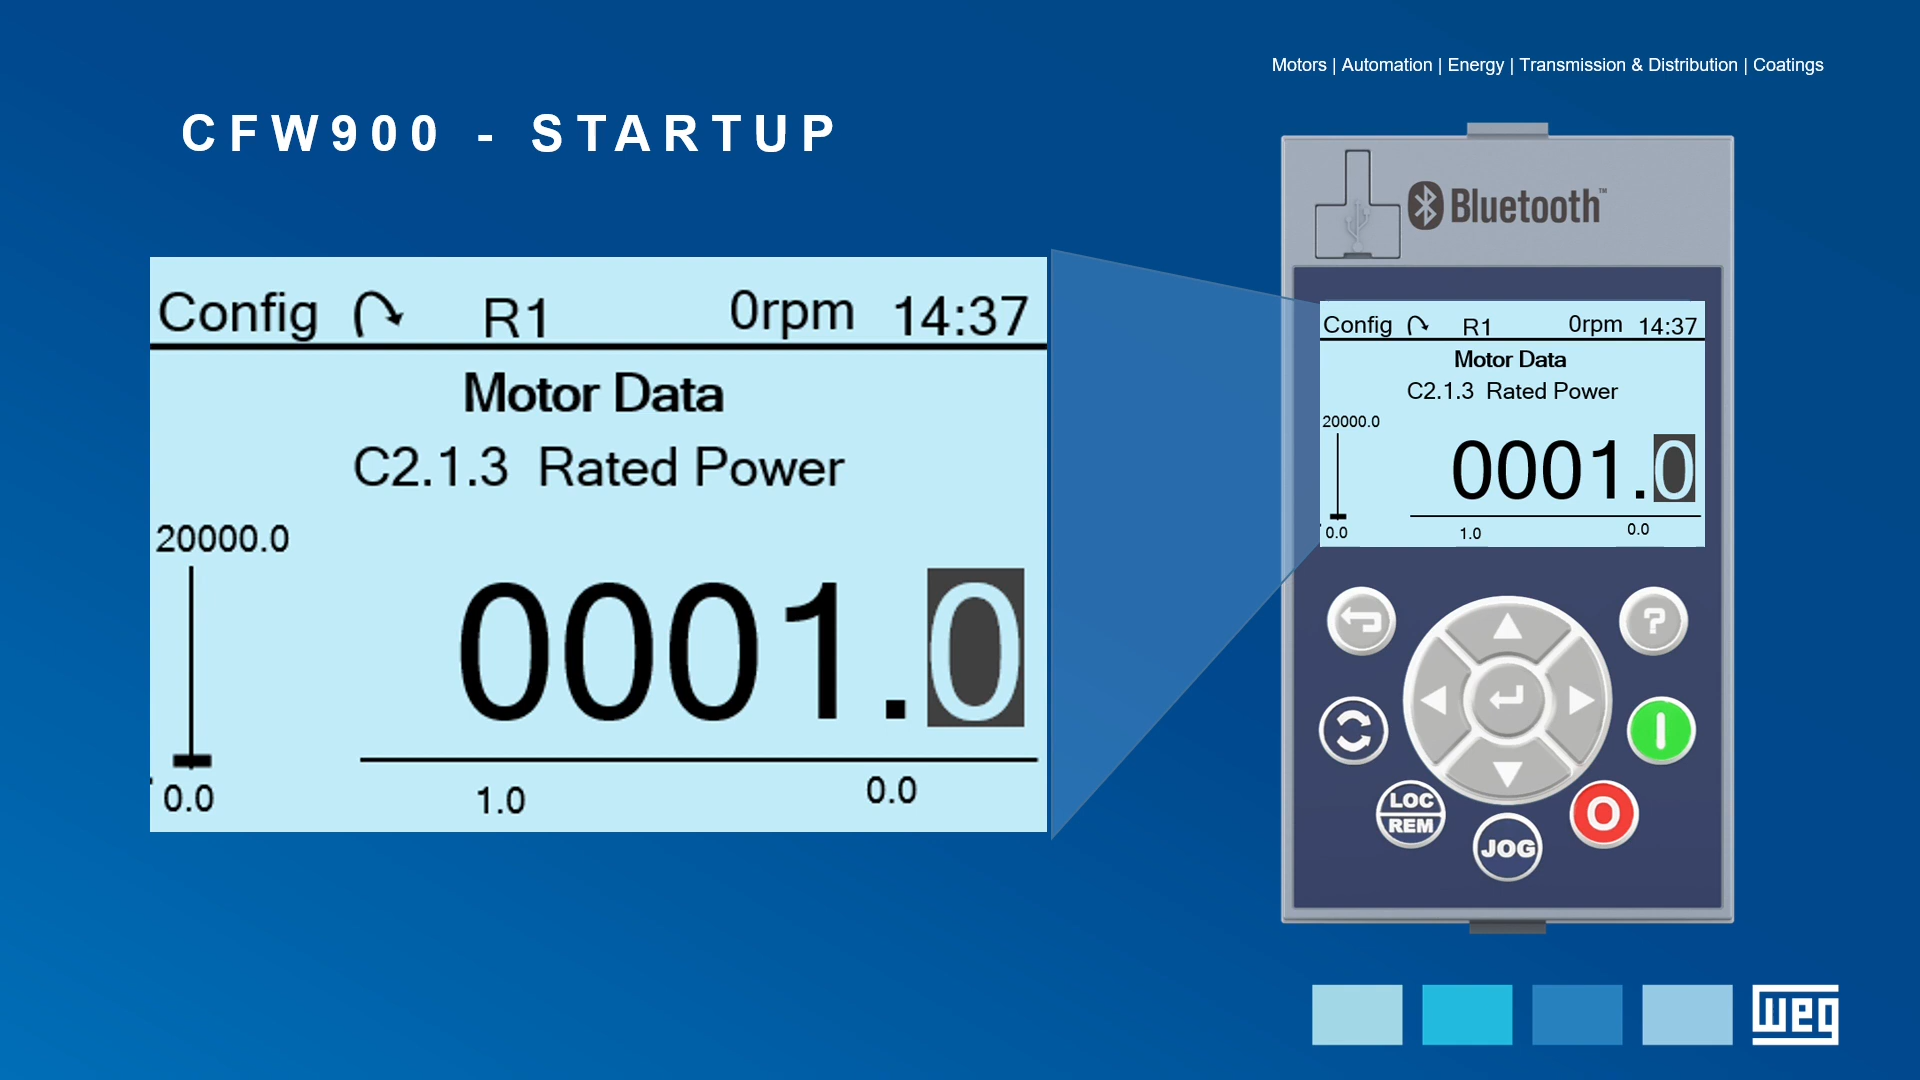 Motors | Automation | Energy | Transmission & Distribution | Coatings
CFW900 - STARTUP
Config R1 0rpm 14:37
Motor Data
C2.1.3 Rated Power
20000.0
0001.0
0.0 1.0 0.0
Bluetooth™
Config R1 0rpm 14:37
Motor Data
C2.1.3 Rated Power
20000.0
0001.0
0.0 1.0 0.0
?
LOC
REM
JOG
weg